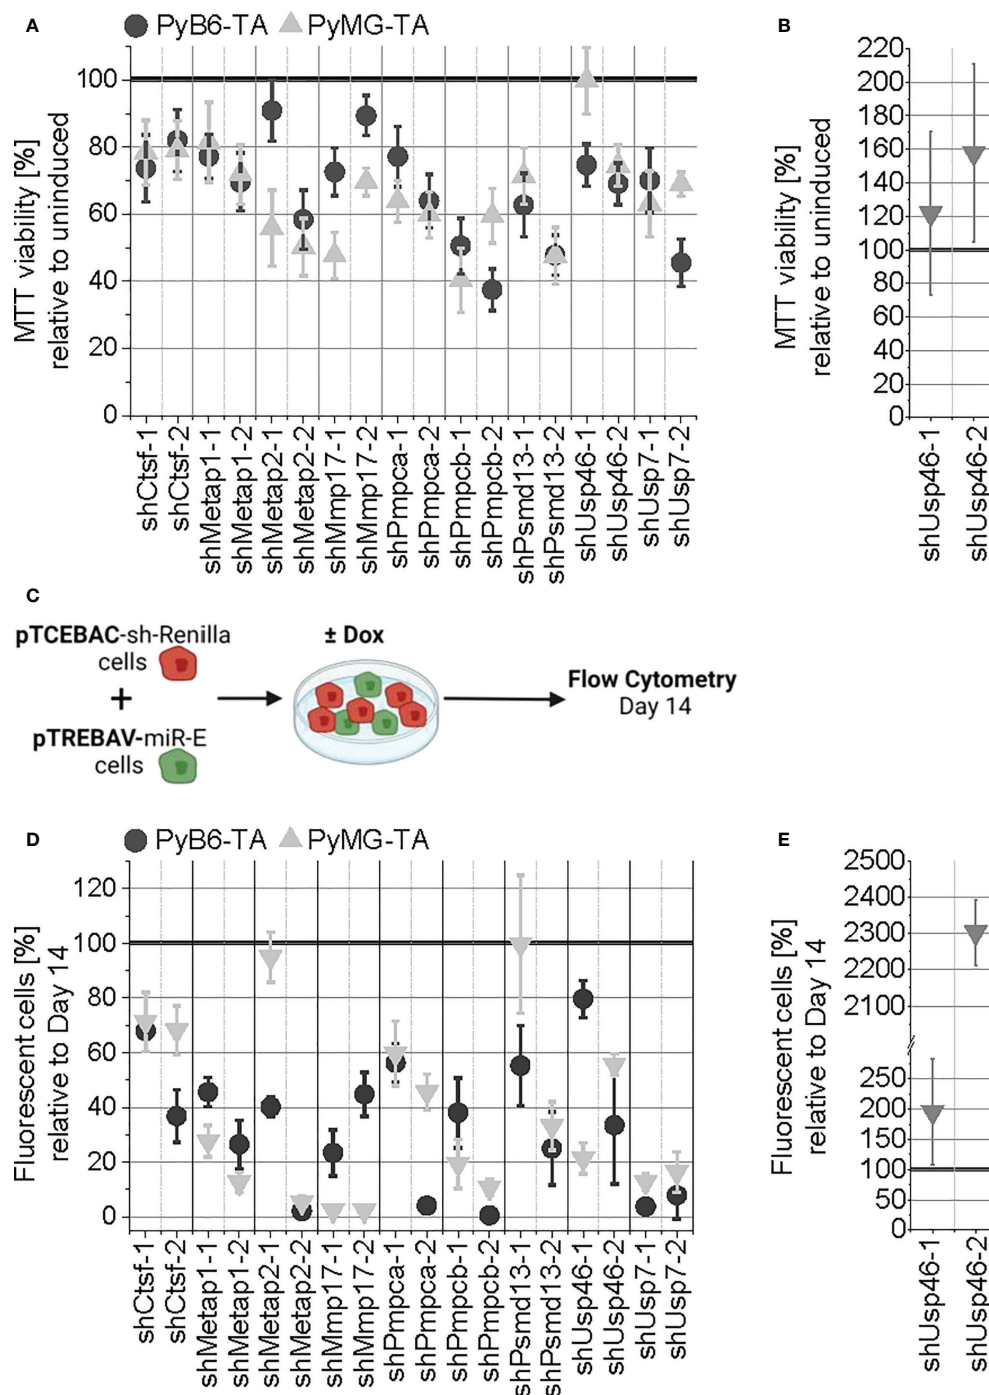 A
PyB6-TA PyMG-TA
MTT viability [%]
relative to uninduced
100
80
60
40
20
0
shCtsf-1
shCtsf-2
shMetap1-1
shMetap1-2
shMetap2-1
shMetap2-2
shMmp17-1
shMmp17-2
shPmpca-1
shPmpca-2
shPmpcb-1
shPmpcb-2
shPsmd13-1
shPsmd13-2
shUsp46-1
shUsp46-2
shUsp7-1
shUsp7-2
B
MTT viability [%]
relative to uninduced
220
200
180
160
140
120
100
80
60
40
20
0
shUsp46-1
shUsp46-2
C
pTCEBAC-sh-Renilla
cells
+
pTREBAV-miR-E
cells
± Dox
Flow Cytometry
Day 14
D
PyB6-TA PyMG-TA
Fluorescent cells [%]
relative to Day 14
120
100
80
60
40
20
0
shCtsf-1
shCtsf-2
shMetap1-1
shMetap1-2
shMetap2-1
shMetap2-2
shMmp17-1
shMmp17-2
shPmpca-1
shPmpca-2
shPmpcb-1
shPmpcb-2
shPsmd13-1
shPsmd13-2
shUsp46-1
shUsp46-2
shUsp7-1
shUsp7-2
E
Fluorescent cells [%]
relative to Day 14
2500
2400
2300
2200
2100
250
200
150
100
50
0
shUsp46-1
shUsp46-2